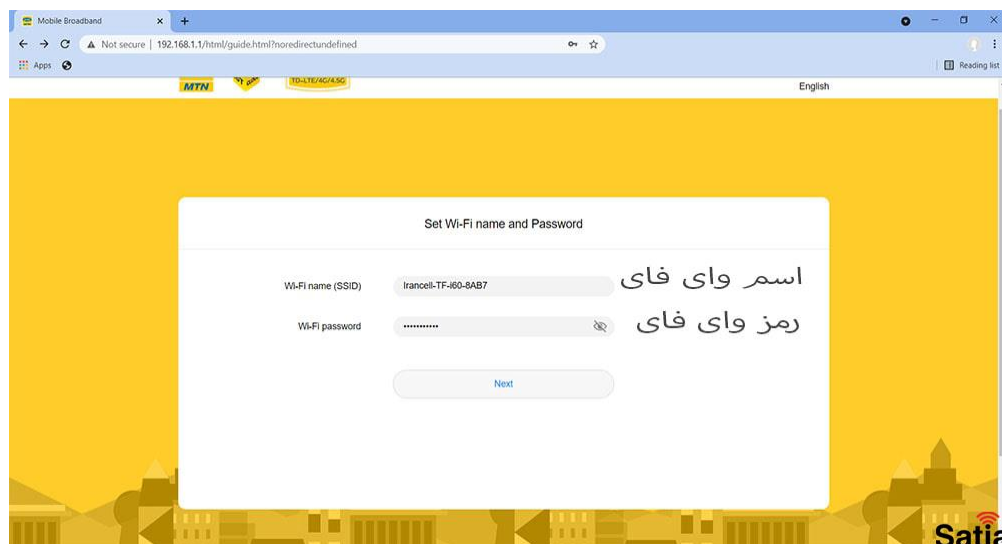 Mobile Broadband
Not secure | 192.168.1.1/html/guide.html?noredirectundefined
Apps
Reading list
MTN
TD-LTE/4G/4.5G
English
Set Wi-Fi name and Password
Wi-Fi name (SSID) Irancell-TF-i60-8AB7 اسم وای فای
Wi-Fi password ••••••••••• رمز وای فای
Next
Satia